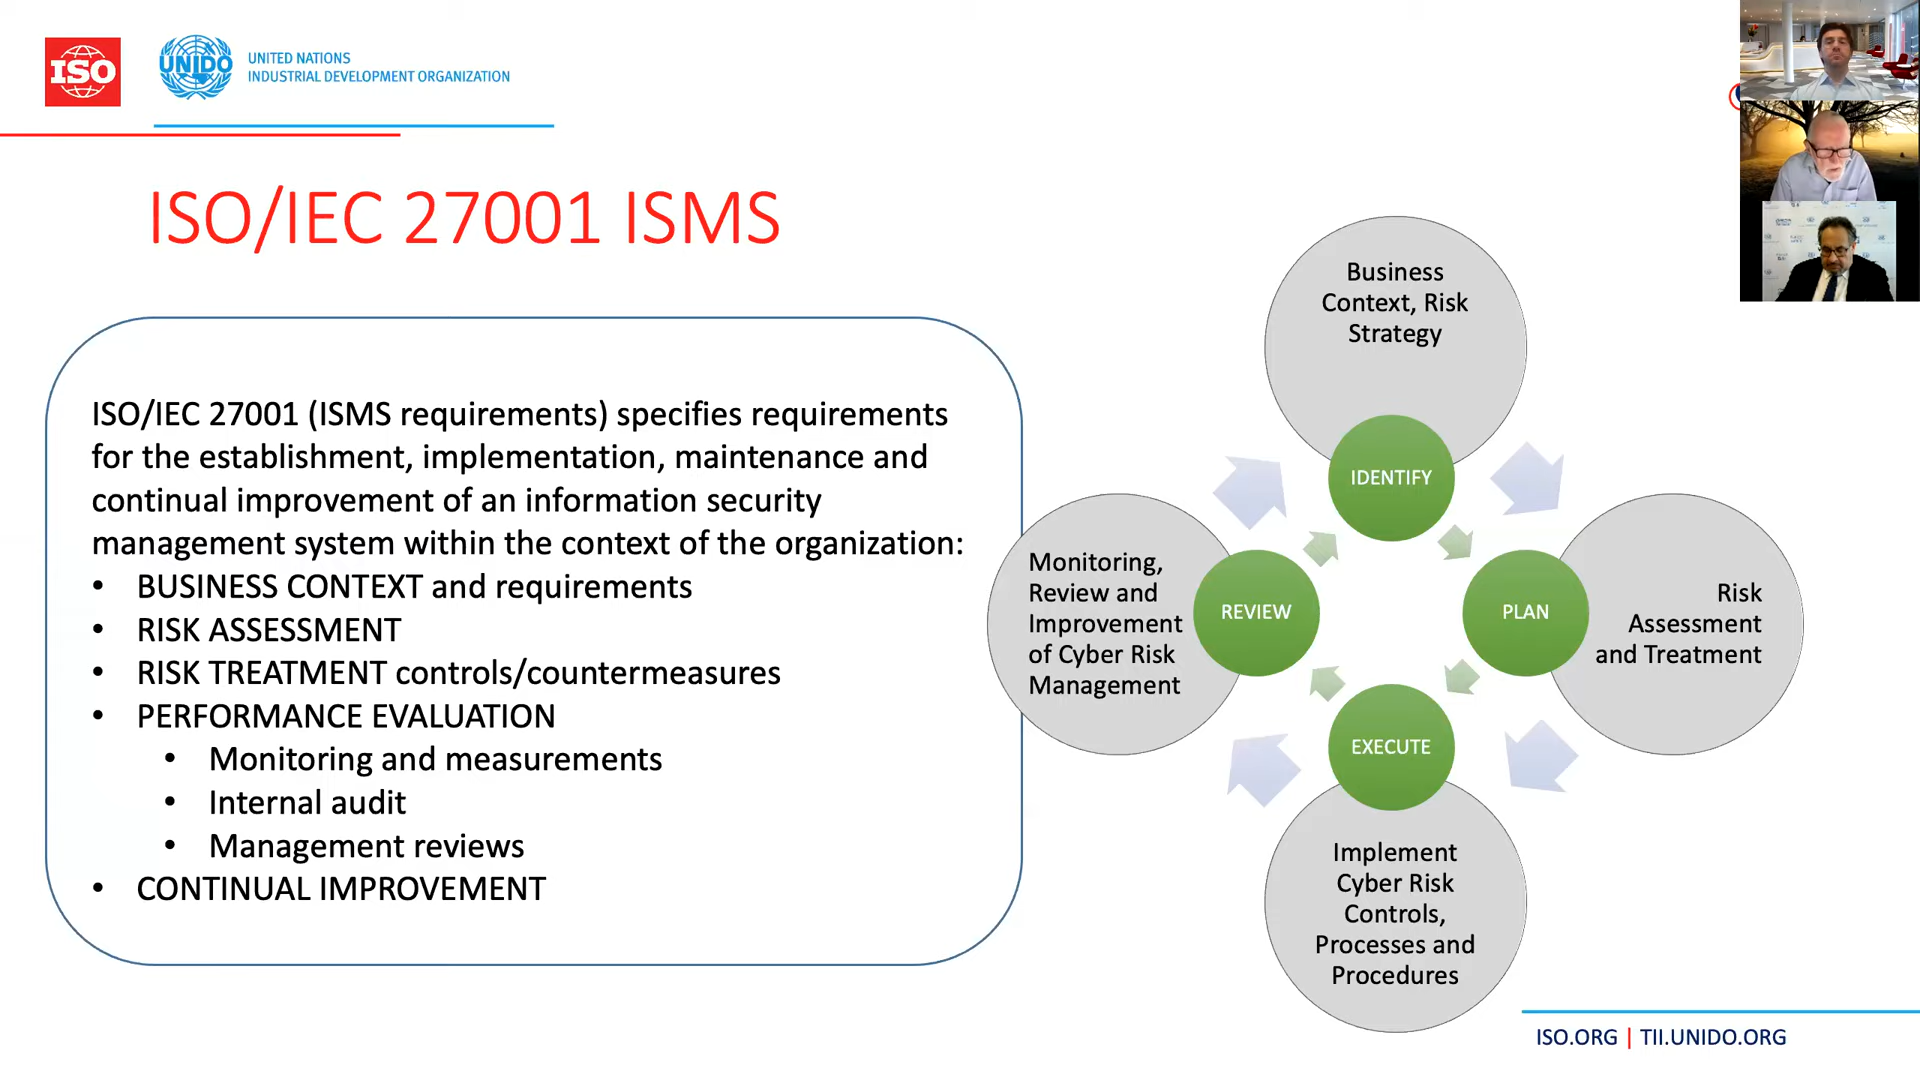 ISO
UNIDO
UNITED NATIONS
INDUSTRIAL DEVELOPMENT ORGANIZATION
ISO/IEC 27001 ISMS
ISO/IEC 27001 (ISMS requirements) specifies requirements
for the establishment, implementation, maintenance and
continual improvement of an information security
management system within the context of the organization:
• BUSINESS CONTEXT and requirements
• RISK ASSESSMENT
• RISK TREATMENT controls/countermeasures
• PERFORMANCE EVALUATION
• Monitoring and measurements
• Internal audit
• Management reviews
• CONTINUAL IMPROVEMENT
Business
Context, Risk
Strategy
IDENTIFY
Risk
Assessment
and Treatment
PLAN
EXECUTE
Implement
Cyber Risk
Controls,
Processes and
Procedures
Monitoring,
Review and
Improvement
of Cyber Risk
Management
REVIEW
ISO.ORG | TII.UNIDO.ORG